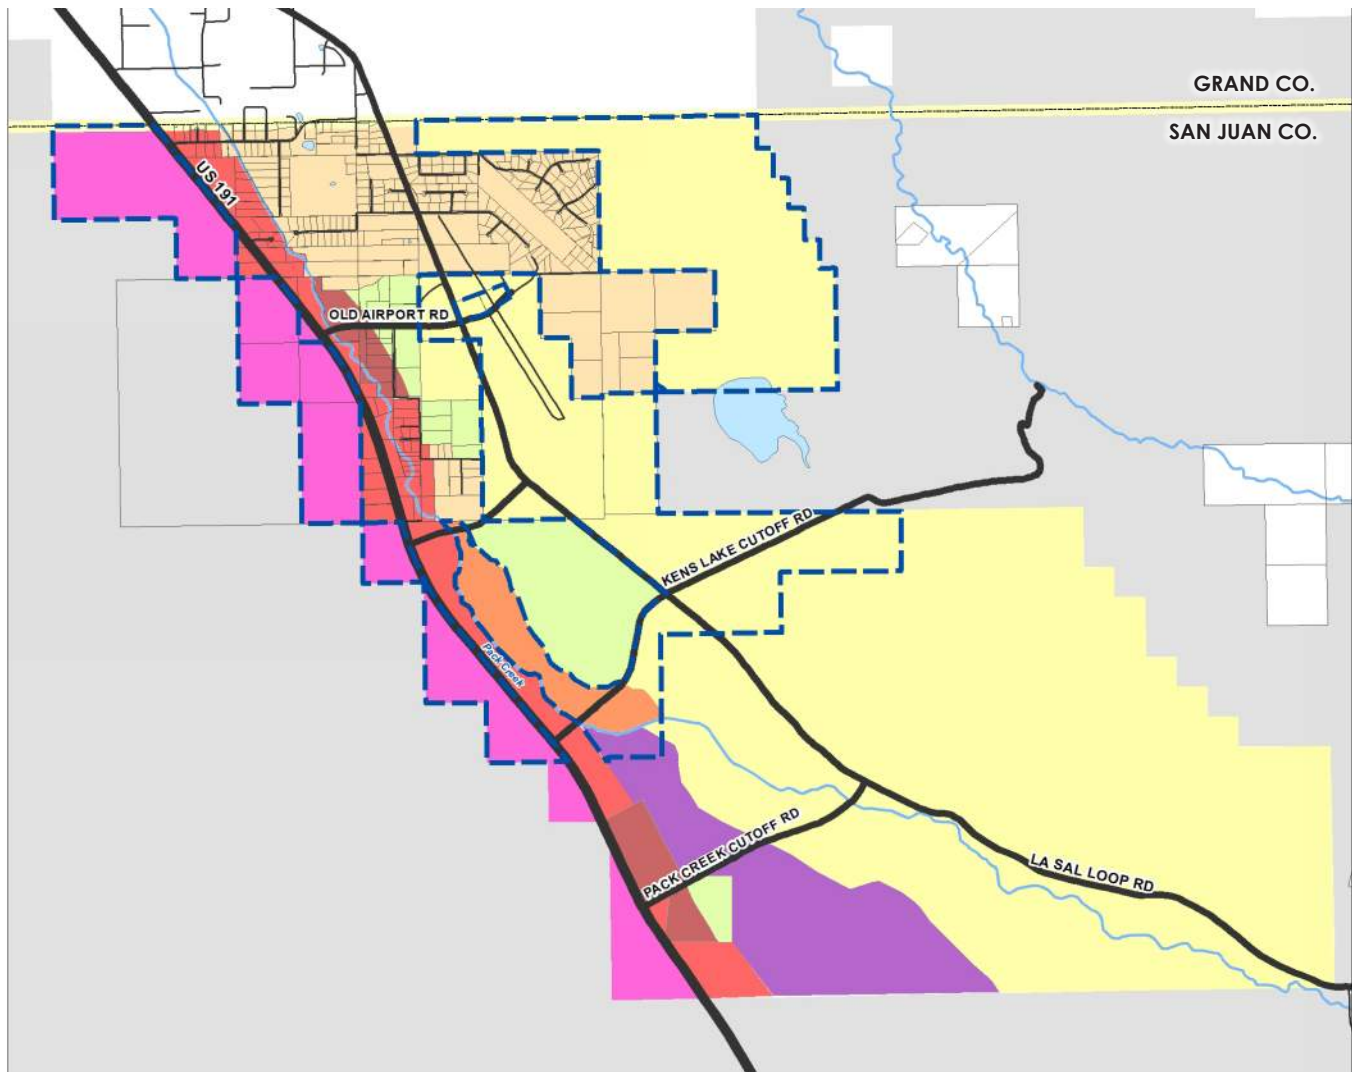 GRAND CO.
SAN JUAN CO.
US 191
OLD AIRPORT RD
KENS LAKE CUTOFF RD
Pack Creek
PACK CREEK CUTOFF RD
LA SAL LOOP RD